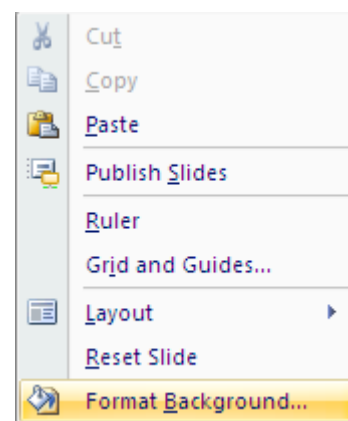 Cut
Copy
Paste
Publish Slides
Ruler
Grid and Guides...
Layout
Reset Slide
Format Background...